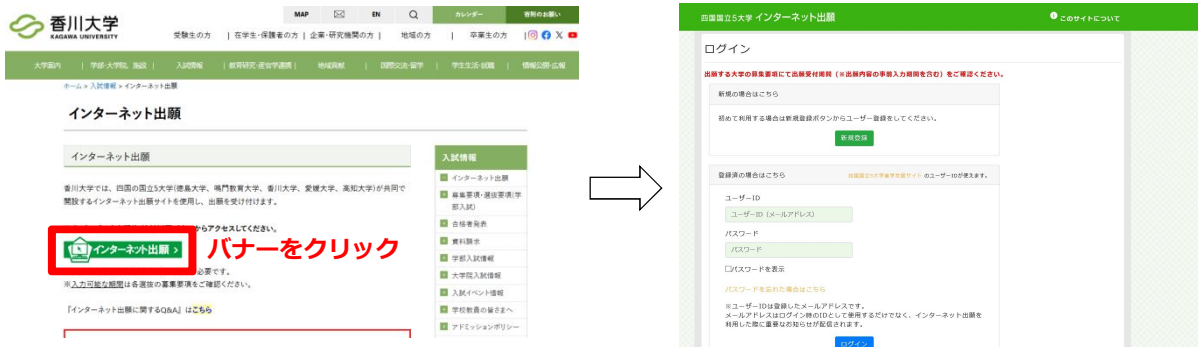 香川大学
KAGAWA UNIVERSITY
MAP EN カレンダー 寄附のお願い
受験生の方 | 在学生・保護者の方 | 企業・研究機関の方 | 地域の方 | 卒業生の方
大学案内 | 学部・大学院, 施設 | 入試情報 | 教育研究・産官学連携 | 地域貢献 | 国際交流・留学 | 学生生活・就職 | 情報公開・広報
ホーム > 入試情報 > インターネット出願
インターネット出願
インターネット出願
香川大学では、四国の国立5大学(徳島大学、鳴門教育大学、香川大学、愛媛大学、高知大学)が共同で
開設するインターネット出願サイトを使用し、出願を受け付けます。
からアクセスしてください。
インターネット出願 >
バナーをクリック
必要です。
※入力可能な期間は各選抜の募集要項をご確認ください。
『インターネット出願に関するQ&A』はこちら
入試情報
インターネット出願
募集要項・選抜要項(学
部入試)
合格者発表
資料請求
学部入試情報
大学院入試情報
入試イベント情報
学校教員の皆さまへ
アドミッションポリシー
四国国立5大学 インターネット出願
このサイトについて
ログイン
出願する大学の募集要項にて出願受付期間（※出願内容の事前入力期間を含む）をご確認ください。
新規の場合はこちら
初めて利用する場合は新規登録ボタンからユーザー登録をしてください。
新規登録
登録済の場合はこちら
のユーザーIDが使えます。
ユーザーID
ユーザーID（メールアドレス）
パスワード
パスワード
パスワードを表示
パスワードを忘れた場合はこちら
※ユーザーIDは登録したメールアドレスです。
メールアドレスはログイン時のIDとして使用するだけでなく、インターネット出願を
利用した際に重要なお知らせが配信されます。
ログイン